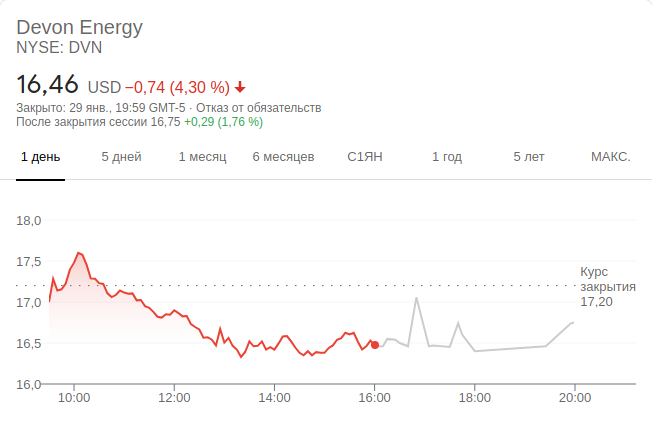 Devon Energy
NYSE: DVN
16,46 USD −0,74 (4,30 %)
Закрыто: 29 янв., 19:59 GMT-5 · Отказ от обязательств
После закрытия сессии 16,75 +0,29 (1,76 %)
1 день 5 дней 1 месяц 6 месяцев С1ЯН 1 год 5 лет МАКС.
18,0
17,5
Курс
закрытия
17,20
17,0
16,5
16,0
10:00 12:00 14:00 16:00 18:00 20:00